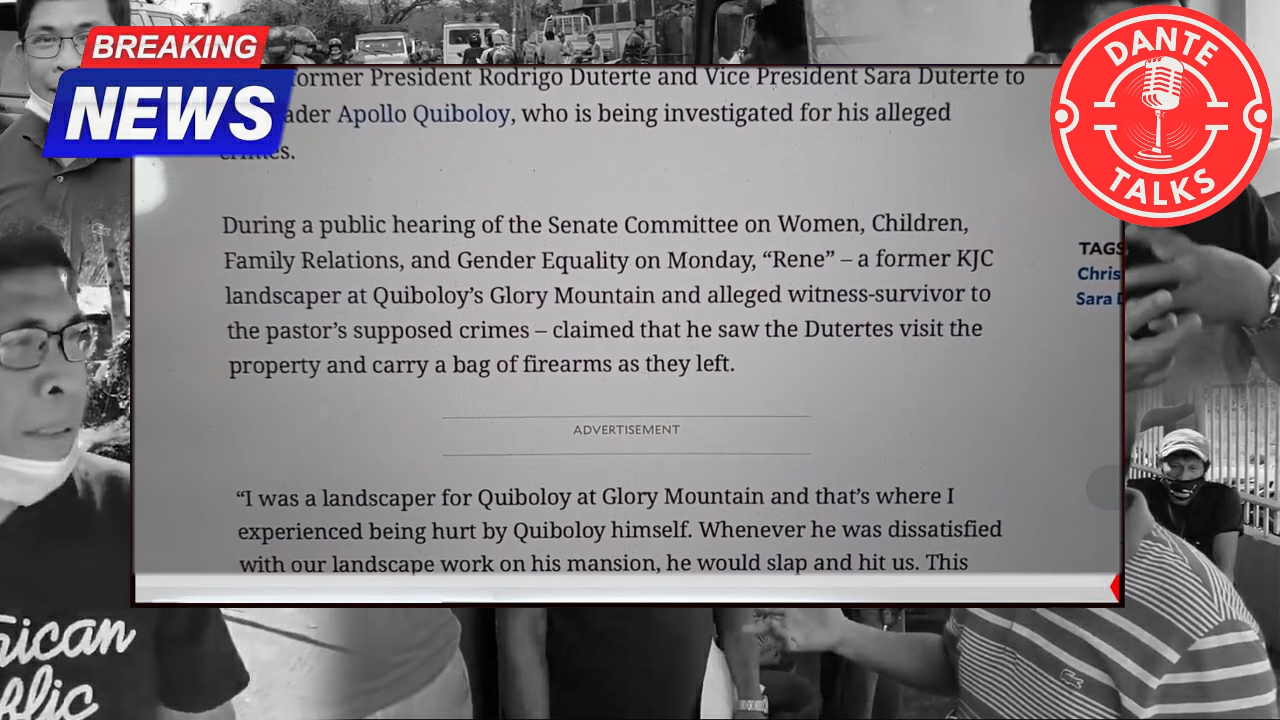 BREAKING
NEWS
DANTE
TALKS
former President Rodrigo Duterte and Vice President Sara Duterte to
Apollo Quiboloy, who is being investigated for his alleged
crimes.
During a public hearing of the Senate Committee on Women, Children,
Family Relations, and Gender Equality on Monday, “Rene” – a former KJC
landscaper at Quiboloy’s Glory Mountain and alleged witness-survivor to
the pastor’s supposed crimes – claimed that he saw the Dutertes visit the
property and carry a bag of firearms as they left.
TAGS
Chris
Sara D
ADVERTISEMENT
“I was a landscaper for Quiboloy at Glory Mountain and that’s where I
experienced being hurt by Quiboloy himself. Whenever he was dissatisfied
with our landscape work on his mansion, he would slap and hit us. This